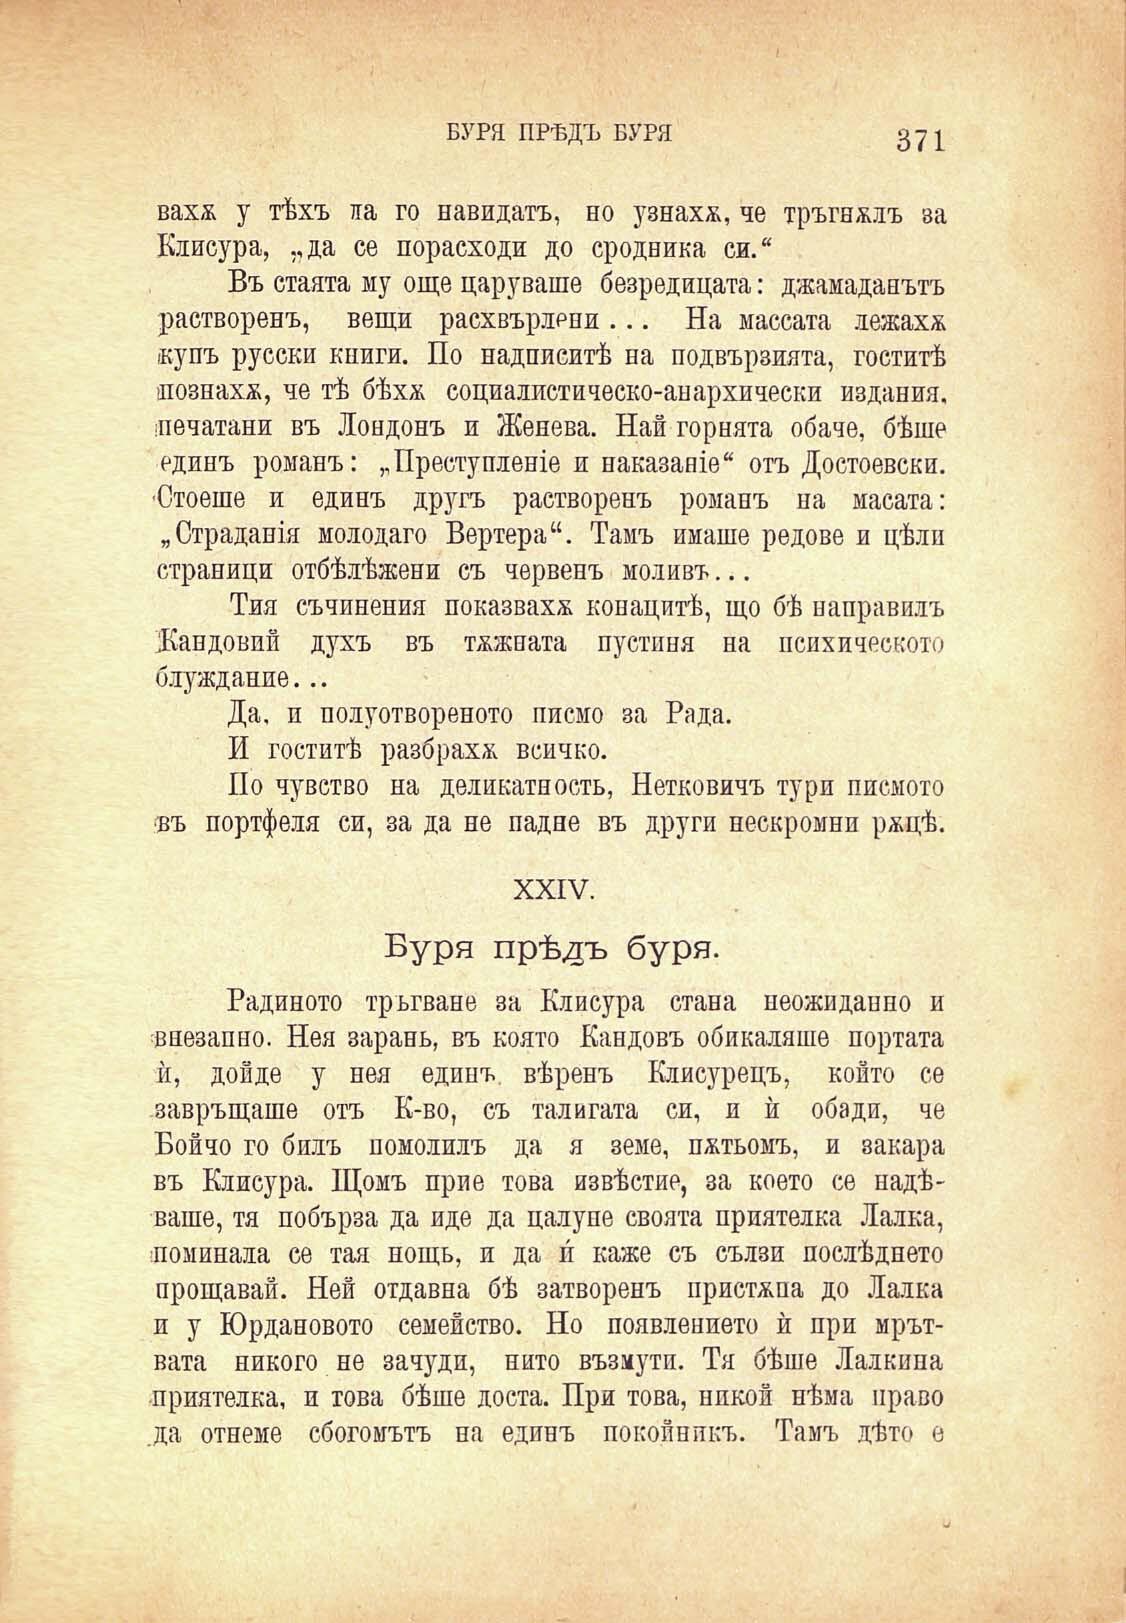 БУРЯ ПРѢДЪ БУРЯ 371
вахѫ у тѣхъ да го навидатъ, но узнахѫ, че тръгнѫлъ за
Клисура, „да се порасходи до сродника си.“
Въ стаята му още царуваше безредицата: джамаданътъ
растворенъ, вещи расхвърлени ... На массата лежахѫ
купъ русски книги. По надписитѣ на подвързията, гоститѣ
познахѫ, че тѣ бѣхѫ социалистическо-анархически издания,
печатани въ Лондонъ и Женева. Най горнята обаче, бѣше
единъ романъ: „Преступленіе и наказаніе“ отъ Достоевски.
Стоеше и единъ другъ растворенъ романъ на масата:
„Страданія молодаго Вертера“. Тамъ имаше редове и цѣли
страници отбѣлѣжени съ червенъ моливъ...
Тия съчинения показвахѫ конацитѣ, що бѣ направилъ
Кандовий духъ въ тѫжната пустиня на психическото
блуждание...
Да, и полуотвореното писмо за Рада.
И гоститѣ разбрахѫ всичко.
По чувство на деликатность, Нетковичъ тури писмото
въ портфеля си, за да не падне въ други нескромни рѫцѣ.
XXIV.
Буря прѣдъ буря.
Радиното тръгване за Клисура стана неожиданно и
внезапно. Нея зарань, въ която Кандовъ обикаляше портата
ѝ, дойде у нея единъ вѣренъ Клисурецъ, който се
завръщаше отъ К-во, съ талигата си, и ѝ обади, че
Бойчо го билъ помолилъ да я земе, пѫтьомъ, и закара
въ Клисура. Щомъ прие това извѣстие, за което се надѣ-
ваше, тя побърза да иде да цалуне своята приятелка Лалка,
поминала се тая нощь, и да ѝ каже съ сълзи послѣднето
прощавай. Ней отдавна бѣ затворенъ пристѫпа до Лалка
и у Юрдановото семейство. Но появлението ѝ при мрът-
вата никого не зачуди, нито възмути. Тя бѣше Лалкина
приятелка, и това бѣше доста. При това, никой нѣма право
да отнеме сбогомътъ на единъ покойникъ. Тамъ дѣто е